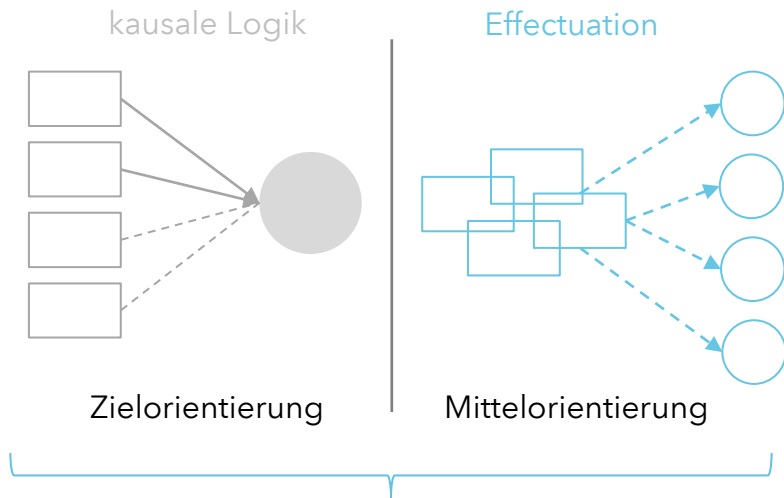 kausale Logik
Effectuation
Zielorientierung
Mittelorientierung